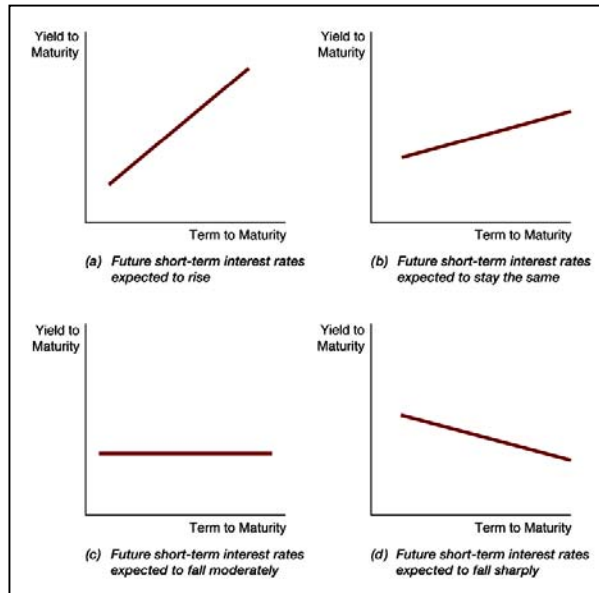 Yield to
Maturity
Term to Maturity
(a) Future short-term interest rates
expected to rise
Yield to
Maturity
Term to Maturity
(b) Future short-term interest rates
expected to stay the same
Yield to
Maturity
Term to Maturity
(c) Future short-term interest rates
expected to fall moderately
Yield to
Maturity
Term to Maturity
(d) Future short-term interest rates
expected to fall sharply